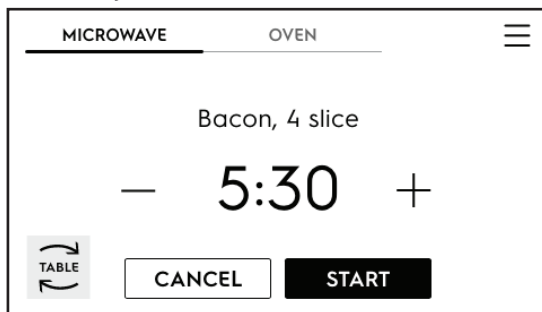 MICROWAVE OVEN
Bacon, 4 slice
5:30
TABLE
CANCEL START